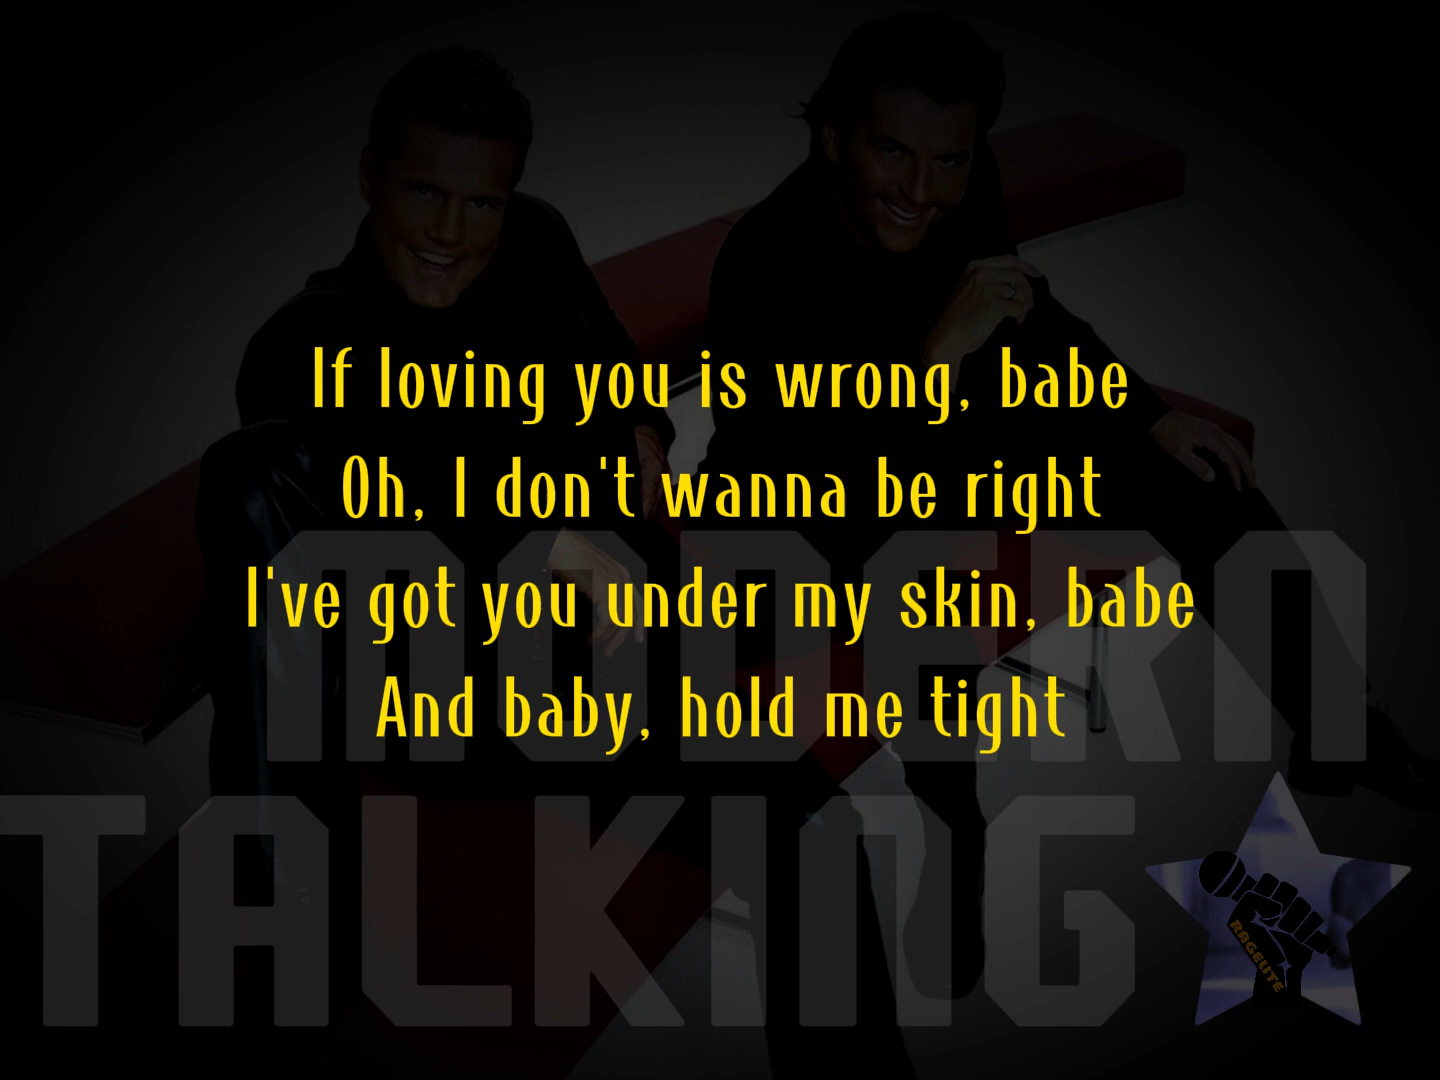 If loving you is wrong, babe
Oh, I don't wanna be right
I've got you under my skin, babe
And baby, hold me tight
MODERN
TALKING
RAGELITE